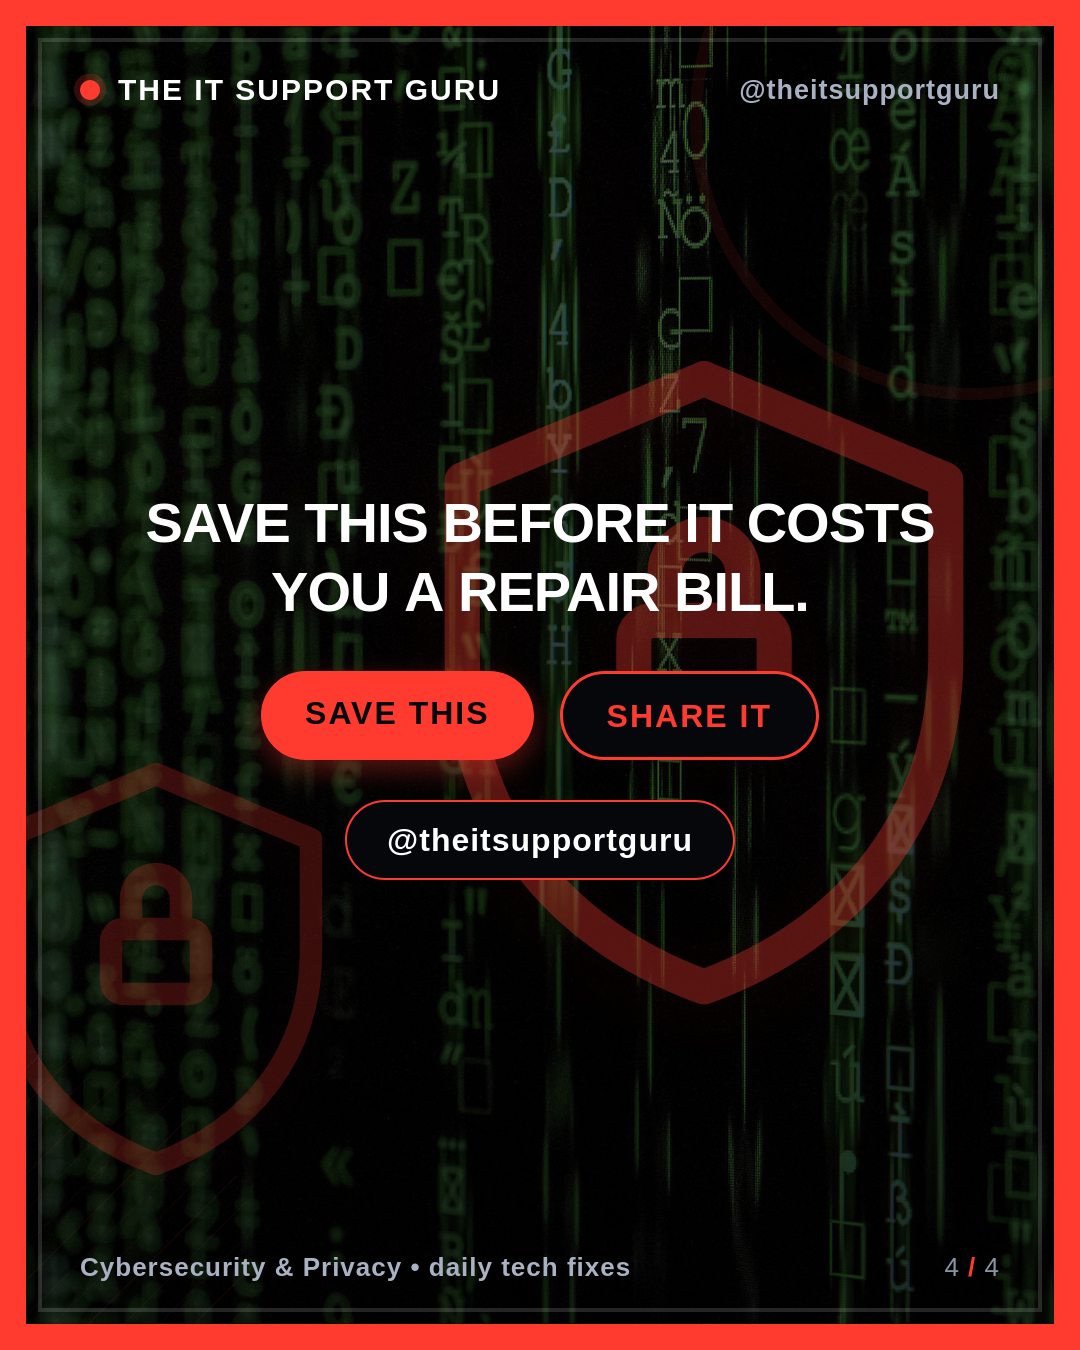 THE IT SUPPORT GURU
@theitsupportguru
SAVE THIS BEFORE IT COSTS
YOU A REPAIR BILL.
SAVE THIS
SHARE IT
@theitsupportguru
Cybersecurity & Privacy • daily tech fixes
4 / 4